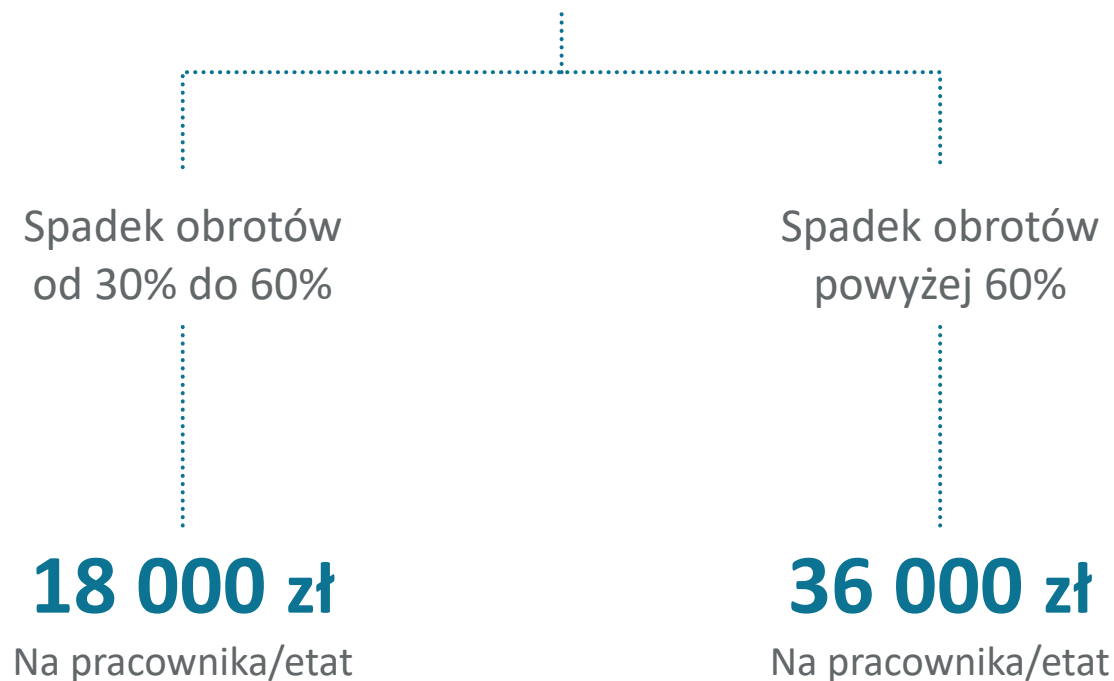 Spadek obrotów
od 30% do 60%
18 000 zł
Na pracownika/etat
Spadek obrotów
powyżej 60%
36 000 zł
Na pracownika/etat